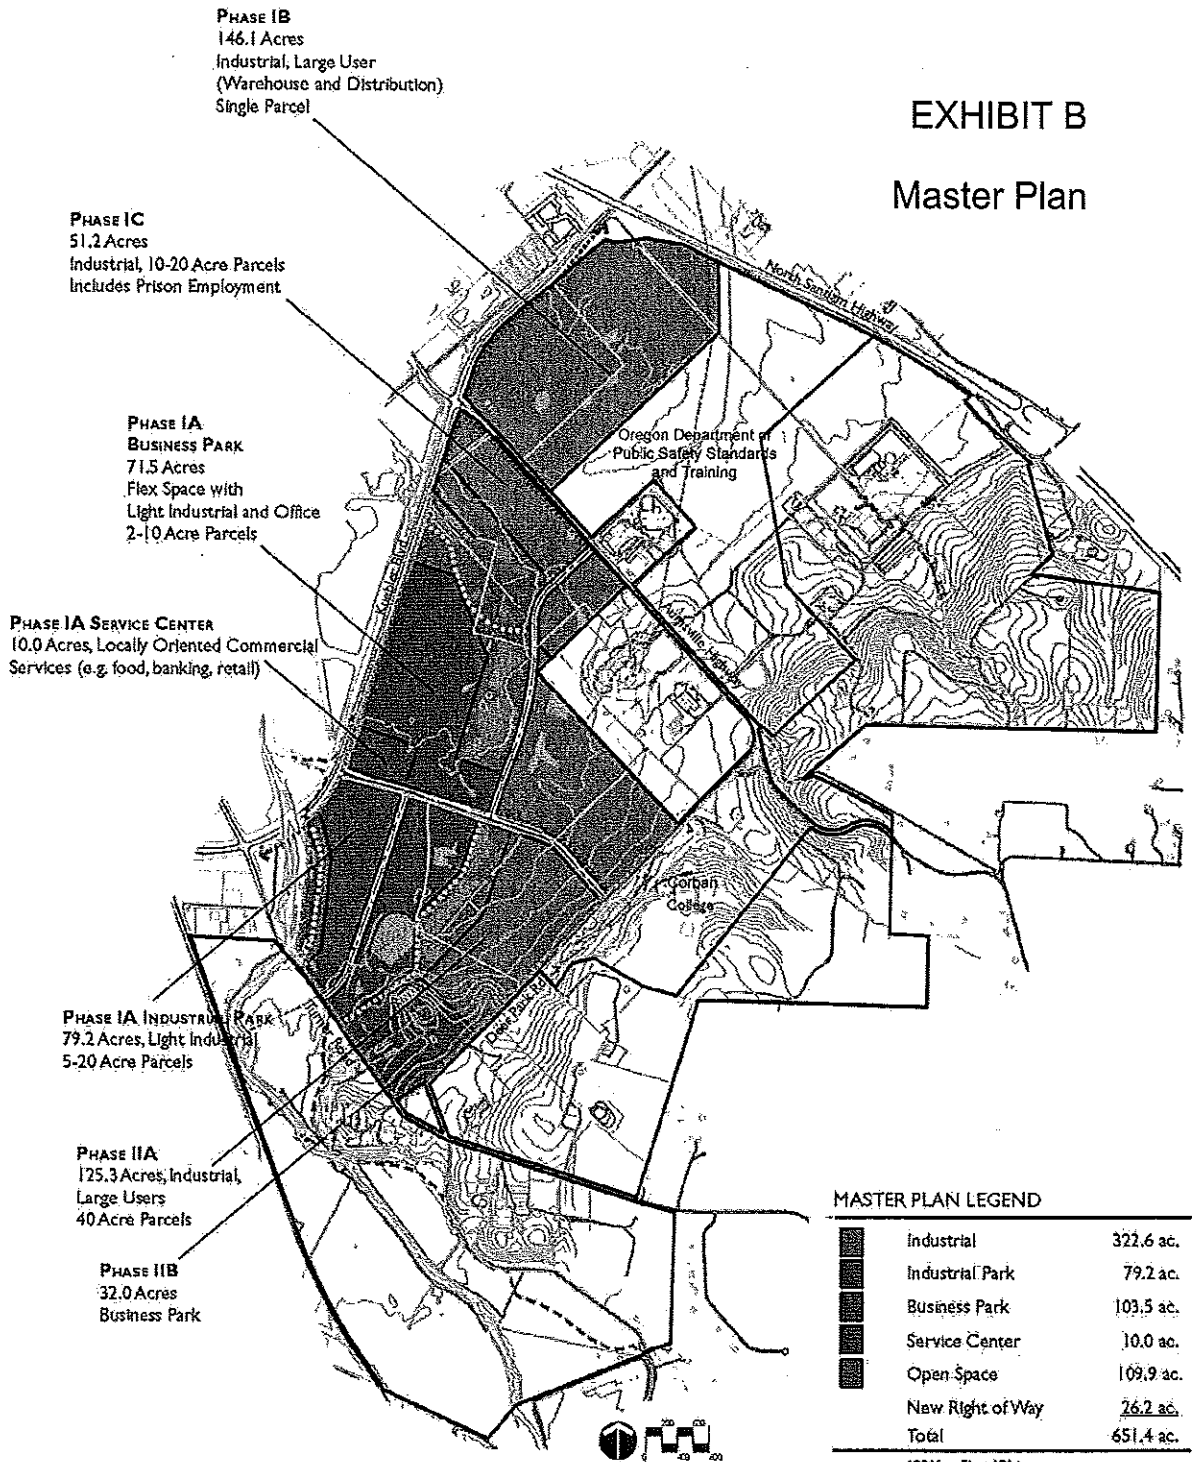 PHASE IB
146.1 Acres
Industrial, Large User
(Warehouse and Distribution)
Single Parcel
EXHIBIT B
Master Plan
PHASE IC
51.2 Acres
Industrial, 10-20 Acre Parcels
Includes Prison Employment
North Santiam Highway
PHASE IA
BUSINESS PARK
71.5 Acres
Flex Space with
Light Industrial and Office
2-10 Acre Parcels
Oregon Department of
Public Safety Standards
and Training
PHASE IA SERVICE CENTER
10.0 Acres, Locally Oriented Commercial
Services (e.g. food, banking, retail)
Highway
Corban
College
PHASE IA INDUSTRIAL PARK
79.2 Acres, Light Industrial
5-20 Acre Parcels
Deer Park Rd
PHASE IIA
125.3 Acres, Industrial,
Large Users
40 Acre Parcels
PHASE IIB
32.0 Acres
Business Park
MASTER PLAN LEGEND
Industrial 322.6 ac.
Industrial Park 79.2 ac.
Business Park 103.5 ac.
Service Center 10.0 ac.
Open Space 109.9 ac.
New Right of Way 26.2 ac.
Total 651.4 ac.